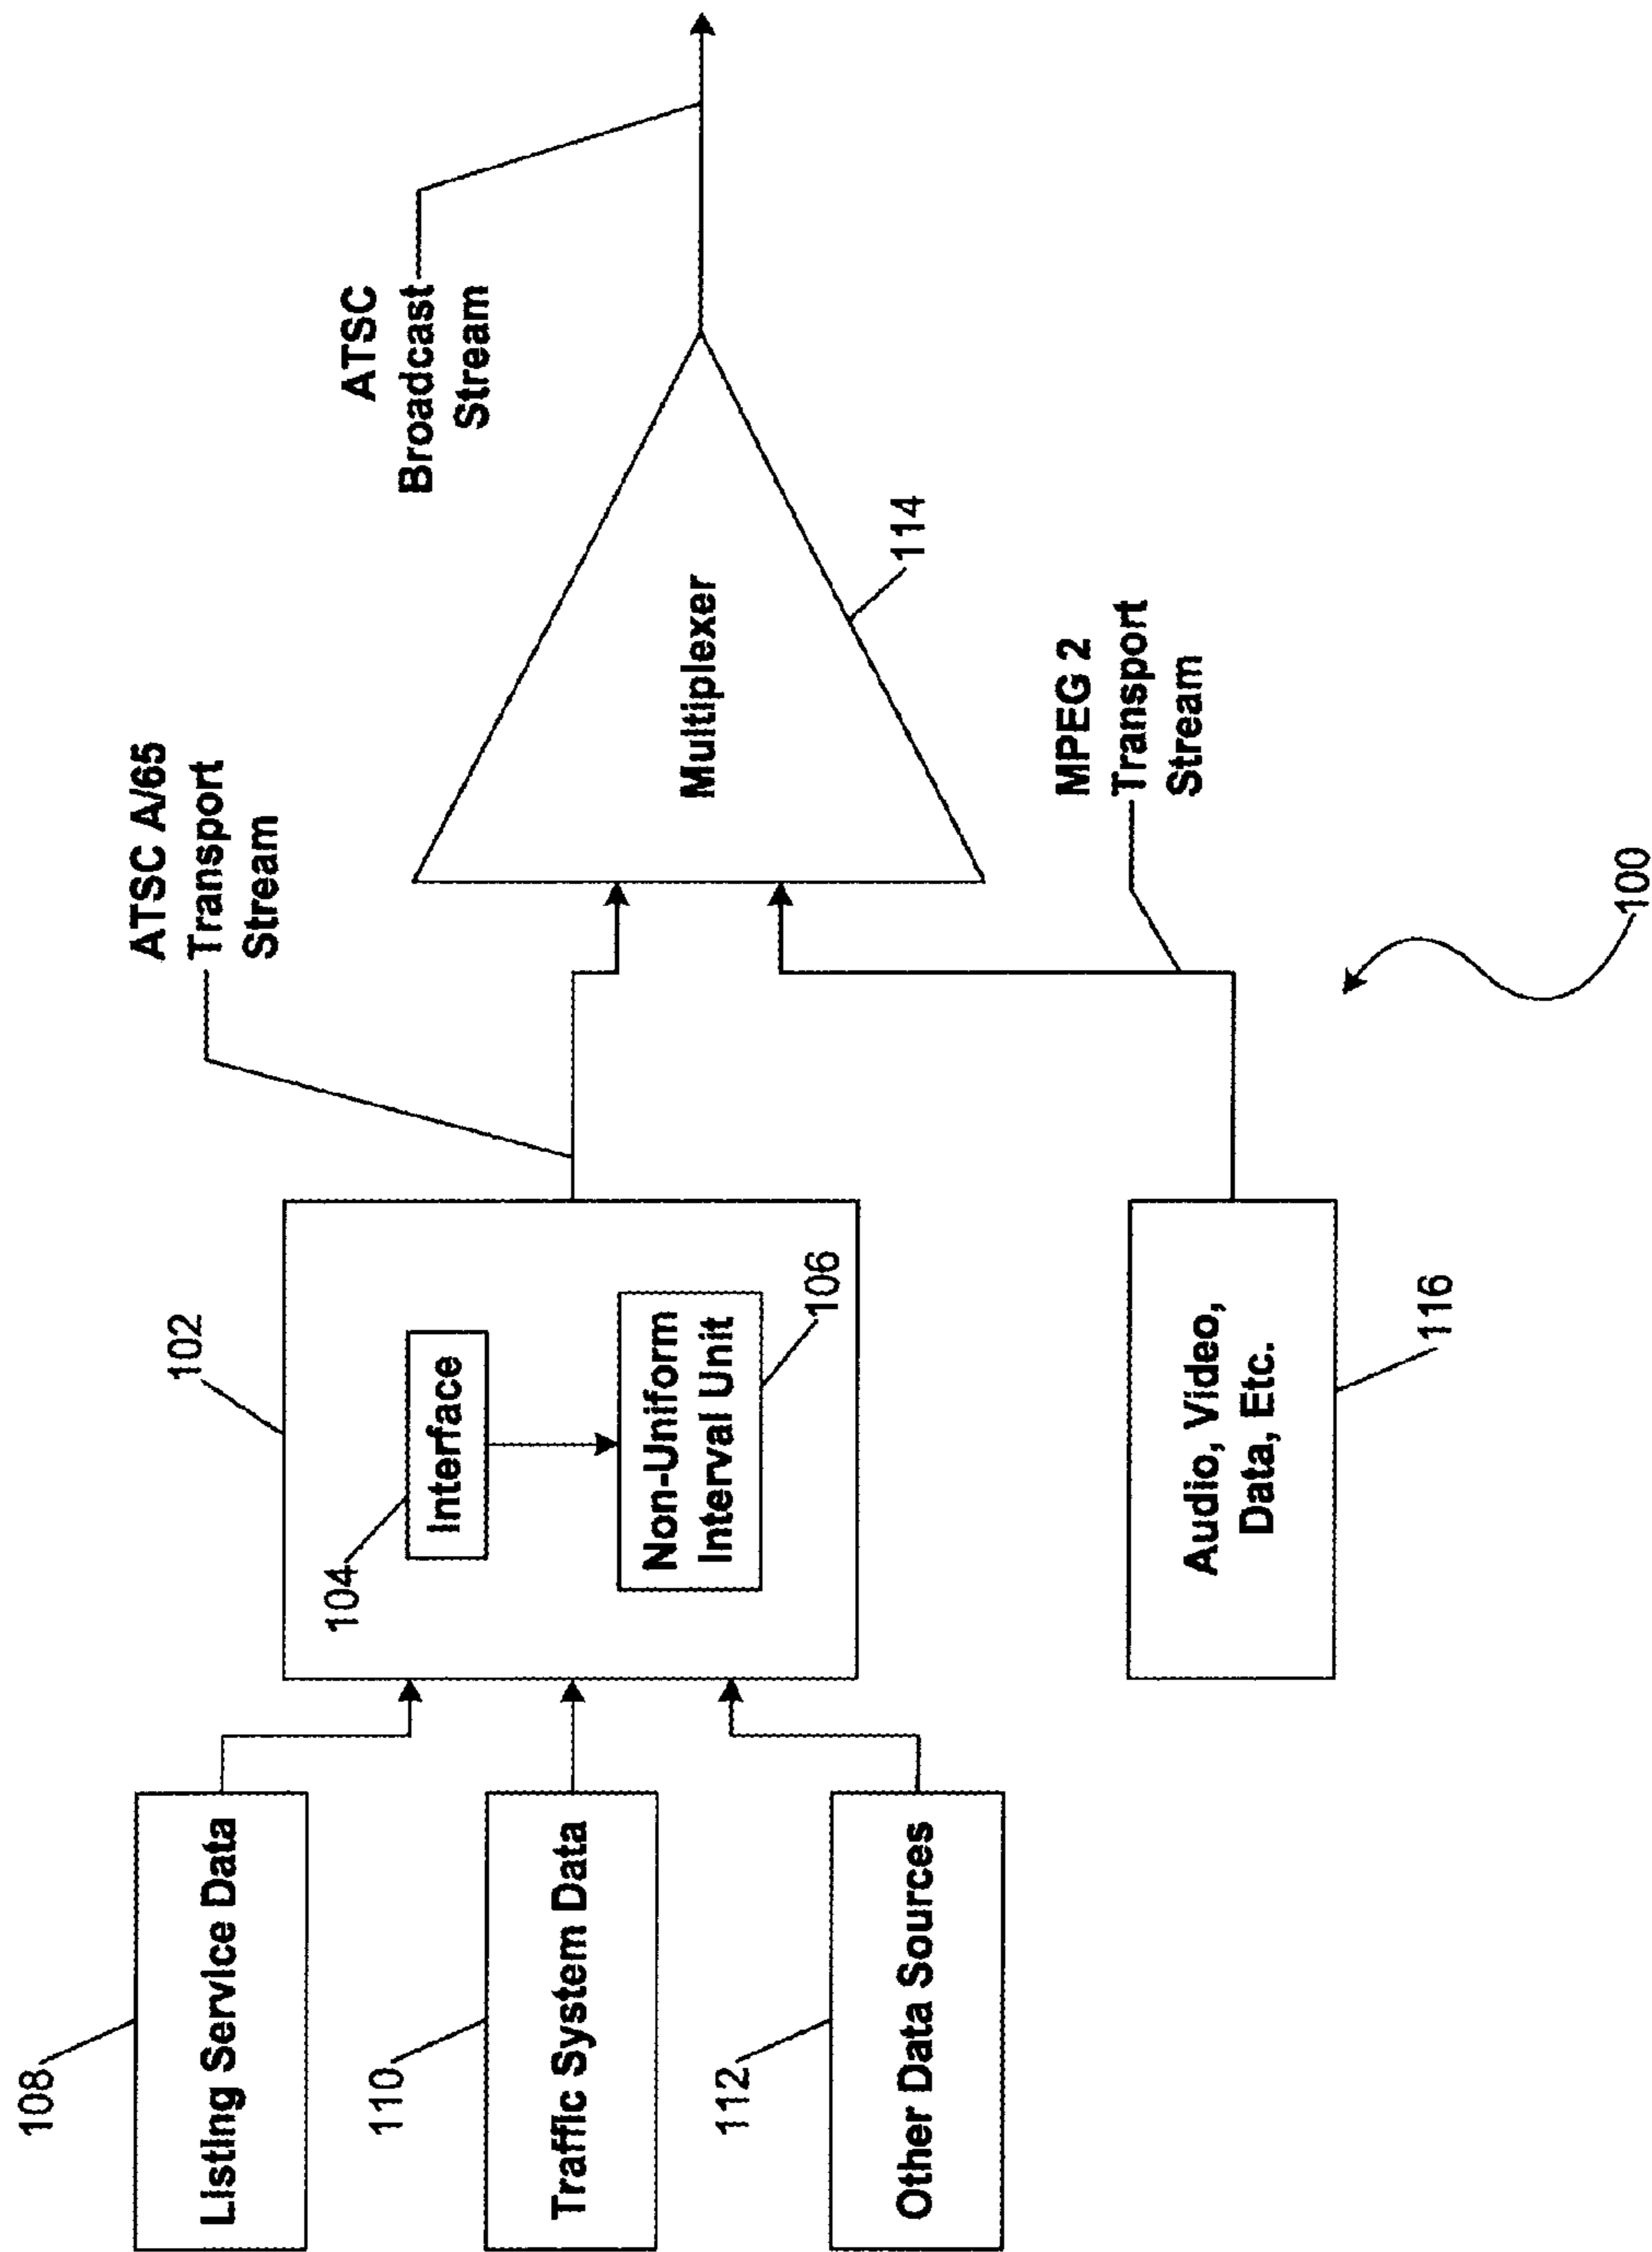 108
Listing Service Data
110
Traffic System Data
112
Other Data Sources
102
104
Interface
Non-Uniform
Interval Unit
106
ATSC A/65
Transport
Stream
Audio, Video,
Data, Etc.
116
MPEG 2
Transport
Stream
Multiplexer
114
ATSC
Broadcast
Stream
100